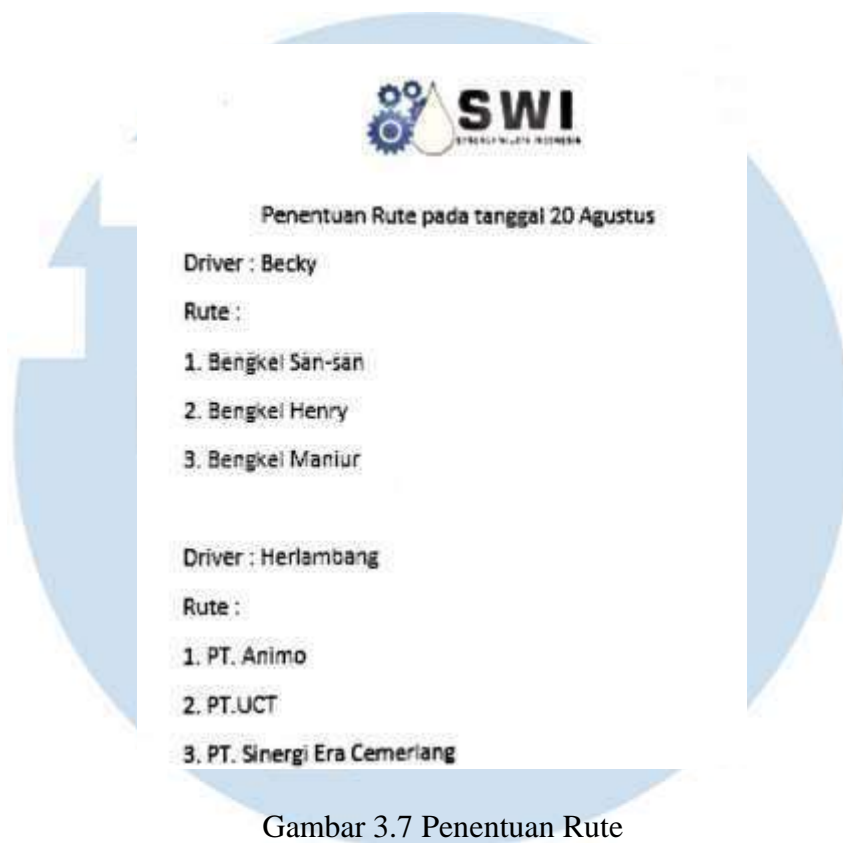 SWI
Penentuan Rute pada tanggal 20 Agustus
Driver : Becky
Rute :
1. Bengkel San-san
2. Bengkel Henry
3. Bengkel Maniur
Driver : Herlambang
Rute :
1. PT. Animo
2. PT.UCT
3. PT. Sinergi Era Cemerlang
Gambar 3.7 Penentuan Rute